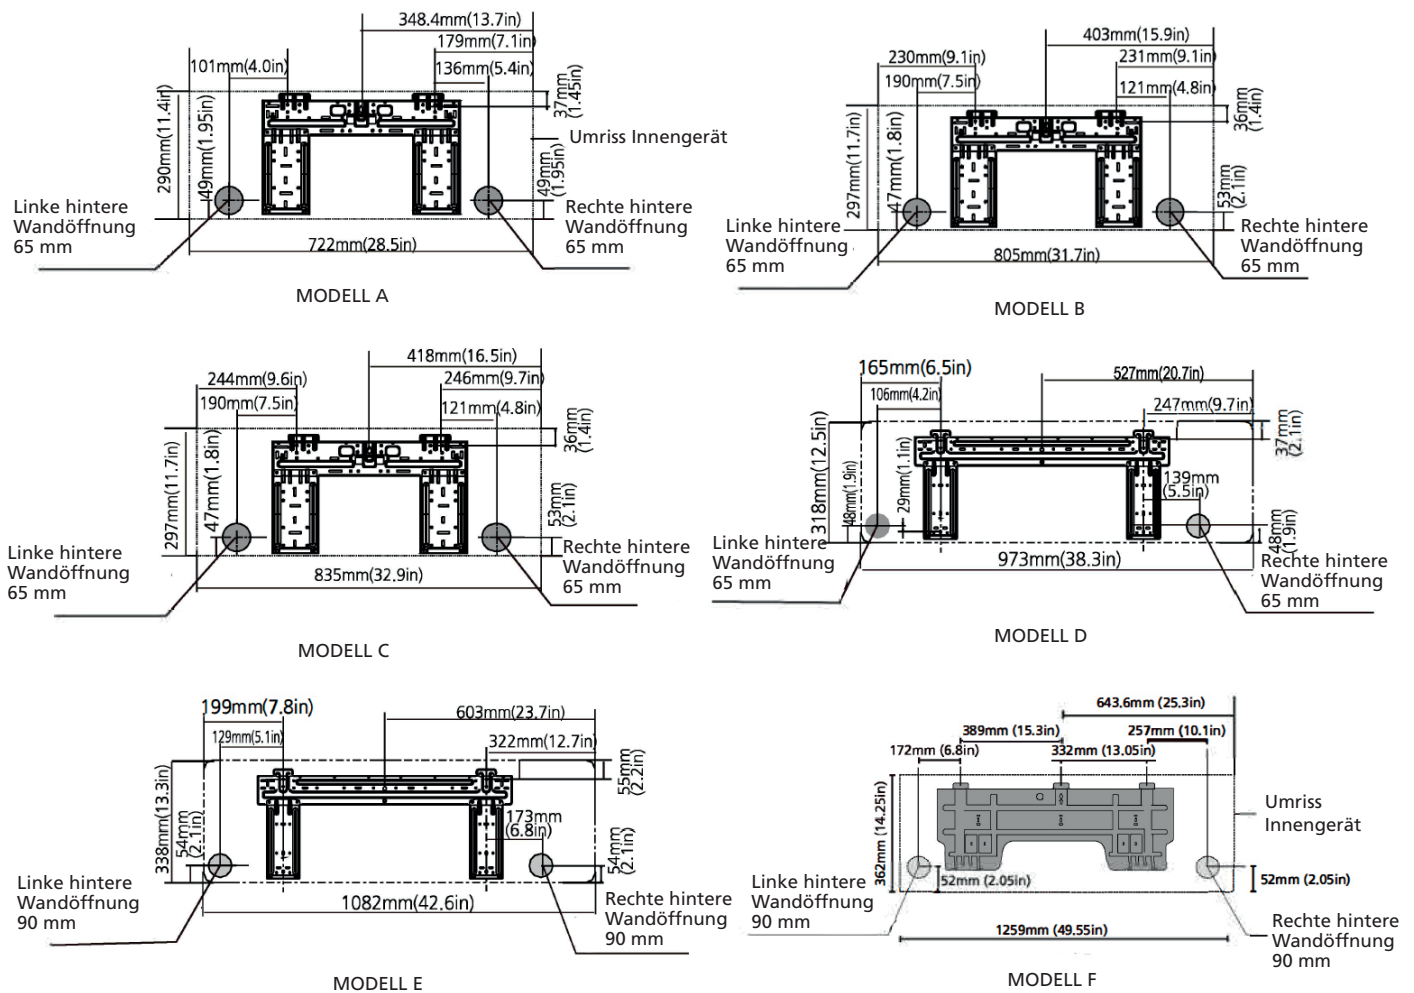 348.4mm(13.7in)
179mm(7.1in)
101mm(4.0in)
136mm(5.4in)
37mm
(1.45in)
290mm(11.4in)
49mm(1.95in)
Umriss Innengerät
49mm
(1.95in)
Linke hintere
Wandöffnung
65 mm
Rechte hintere
Wandöffnung
65 mm
722mm(28.5in)
MODELL A
403mm(15.9in)
230mm(9.1in)
231mm(9.1in)
190mm(7.5in)
121mm(4.8in)
36mm
(1.4in)
297mm(11.7in)
47mm(1.8in)
53mm
(2.1in)
Linke hintere
Wandöffnung
65 mm
Rechte hintere
Wandöffnung
65 mm
805mm(31.7in)
MODELL B
418mm(16.5in)
244mm(9.6in)
246mm(9.7in)
190mm(7.5in)
121mm(4.8in)
36mm
(1.4in)
297mm(11.7in)
47mm(1.8in)
53mm
(2.1in)
Linke hintere
Wandöffnung
65 mm
Rechte hintere
Wandöffnung
65 mm
835mm(32.9in)
MODELL C
165mm(6.5in)
527mm(20.7in)
106mm(4.2in)
247mm(9.7in)
37mm
(2.1in)
318mm(12.5in)
48mm(1.9in)
29mm(1.1in)
139mm
(5.5in)
48mm
(1.9in)
Linke hintere
Wandöffnung
65 mm
973mm(38.3in)
Rechte hintere
Wandöffnung
65 mm
MODELL D
199mm(7.8in)
603mm(23.7in)
129mm(5.1in)
322mm(12.7in)
55mm
(2.2in)
338mm(13.3in)
54mm
(2.1in)
173mm
(6.8in)
54mm
(2.1in)
Linke hintere
Wandöffnung
90 mm
1082mm(42.6in)
Rechte hintere
Wandöffnung
90 mm
MODELL E
643.6mm (25.3in)
389mm (15.3in)
257mm (10.1in)
172mm (6.8in)
332mm (13.05in)
362mm (14.25in)
Umriss
Innengerät
52mm (2.05in)
52mm (2.05in)
Linke hintere
Wandöffnung
90 mm
1259mm (49.55in)
Rechte hintere
Wandöffnung
90 mm
MODELL F